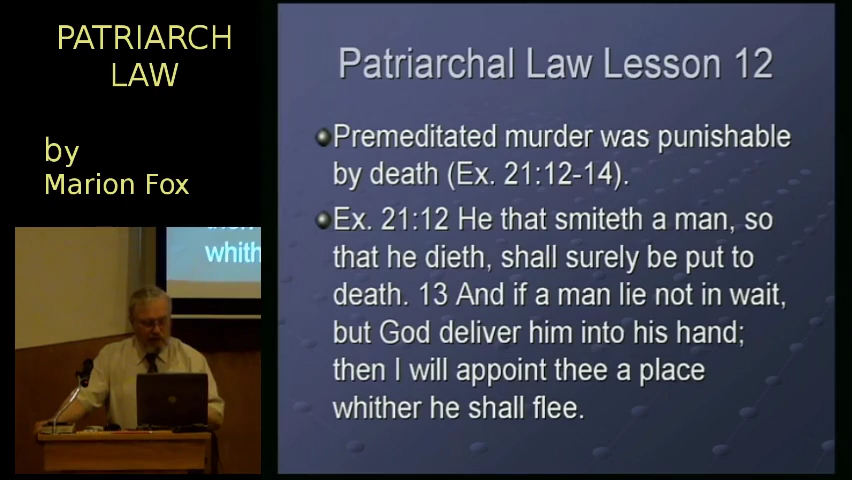 PATRIARCH
LAW
by
Marion Fox
whith
Patriarchal Law Lesson 12
Premeditated murder was punishable
by death (Ex. 21:12-14).
Ex. 21:12 He that smiteth a man, so
that he dieth, shall surely be put to
death. 13 And if a man lie not in wait,
but God deliver him into his hand;
then I will appoint thee a place
whither he shall flee.